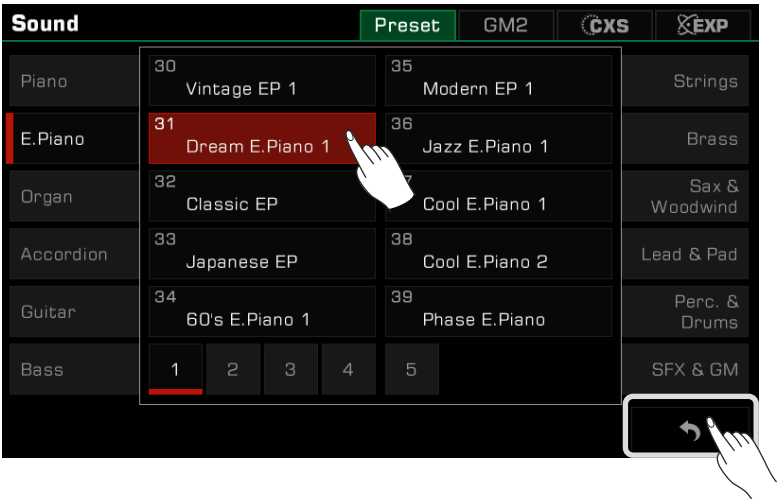 Sound
Preset
GM2
CXS
EXP
Piano
E.Piano
Organ
Accordion
Guitar
Bass
30
Vintage EP 1
31
Dream E.Piano 1
32
Classic EP
33
Japanese EP
34
60's E.Piano 1
35
Modern EP 1
36
Jazz E.Piano 1
7
Cool E.Piano 1
38
Cool E.Piano 2
39
Phase E.Piano
1
2
3
4
5
Strings
Brass
Sax &
Woodwind
Lead & Pad
Perc. &
Drums
SFX & GM